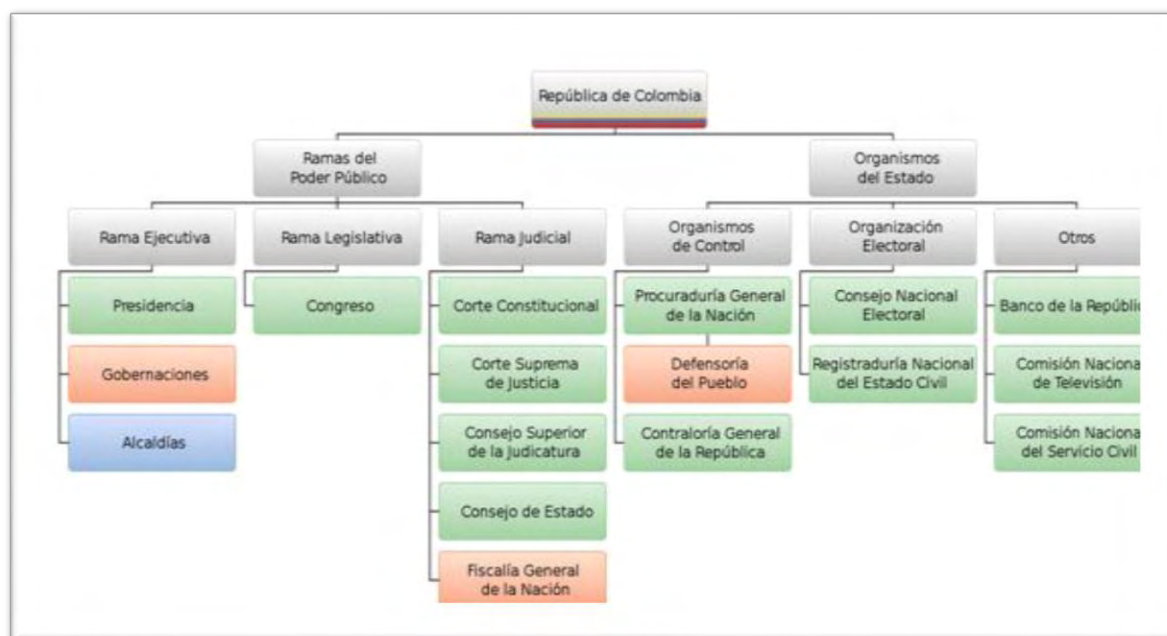 República de Colombia
Ramas del
Poder Público
Organismos
del Estado
Rama Ejecutiva
Rama Legislativa
Rama Judicial
Organismos
de Control
Organización
Electoral
Otros
Presidencia
Congreso
Corte Constitucional
Procuraduría General
de la Nación
Consejo Nacional
Electoral
Banco de la Repúblic
Gobernaciones
Corte Suprema
de Justicia
Defensoría
del Pueblo
Registraduría Nacional
del Estado Civil
Comisión Naciona
de Televisión
Alcaldías
Consejo Superior
de la Judicatura
Contraloría General
de la República
Comisión Naciona
del Servicio Civil
Consejo de Estado
Fiscalía General
de la Nación